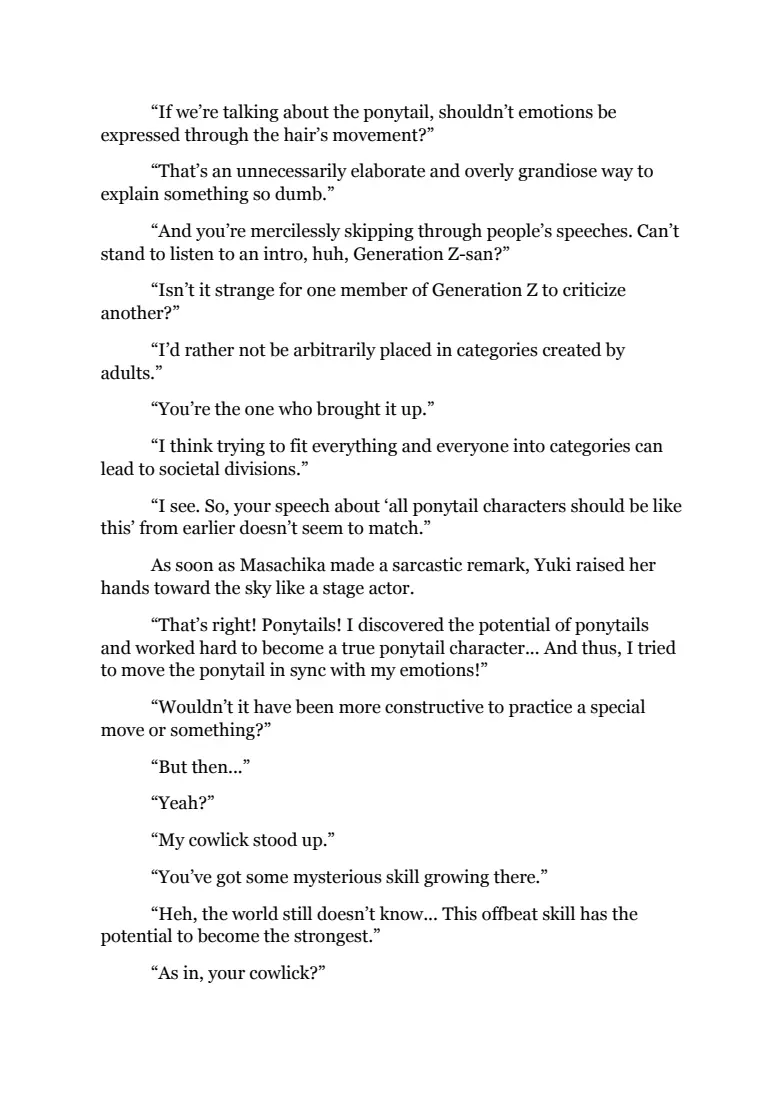 “If we’re talking about the ponytail, shouldn’t emotions be
expressed through the hair’s movement?”
“That’s an unnecessarily elaborate and overly grandiose way to
explain something so dumb.”
“And you’re mercilessly skipping through people’s speeches. Can’t
stand to listen to an intro, huh, Generation Z-san?”
“Isn’t it strange for one member of Generation Z to criticize
another?”
“I’d rather not be arbitrarily placed in categories created by
adults.”
“You’re the one who brought it up.”
“I think trying to fit everything and everyone into categories can
lead to societal divisions.”
“I see. So, your speech about ‘all ponytail characters should be like
this’ from earlier doesn’t seem to match.”
As soon as Masachika made a sarcastic remark, Yuki raised her
hands toward the sky like a stage actor.
“That’s right! Ponytails! I discovered the potential of ponytails
and worked hard to become a true ponytail character... And thus, I tried
to move the ponytail in sync with my emotions!”
“Wouldn’t it have been more constructive to practice a special
move or something?”
“But then...”
“Yeah?”
“My cowlick stood up.”
“You’ve got some mysterious skill growing there.”
“Heh, the world still doesn’t know... This offbeat skill has the
potential to become the strongest.”
“As in, your cowlick?”